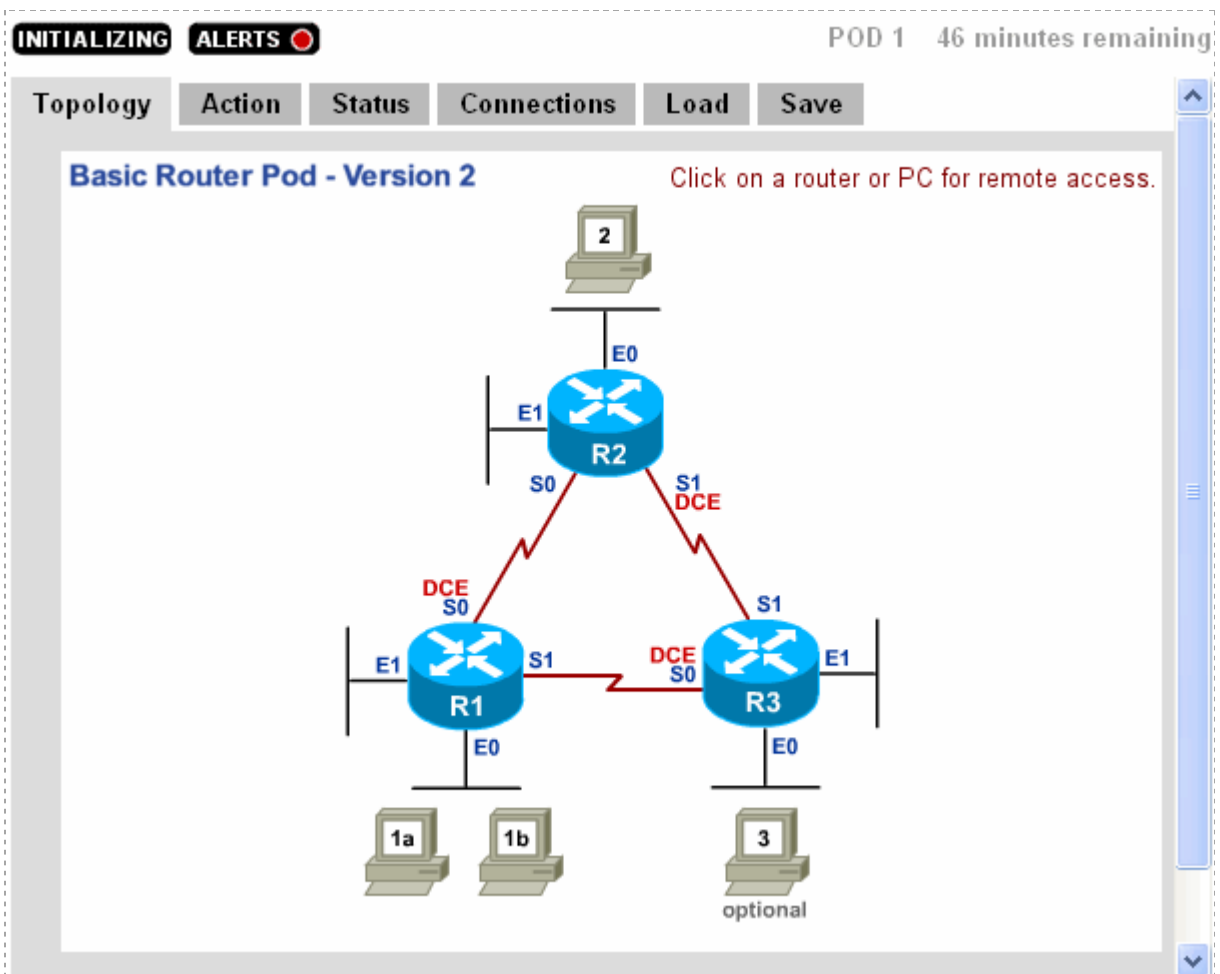 INITIALIZING ALERTS POD 1 46 minutes remaining
Topology Action Status Connections Load Save
Basic Router Pod - Version 2 Click on a router or PC for remote access.
2
E0
E1
R2
S0 S1
DCE
DCE
S0 S1
E1 S1 DCE
S0 E1
R1 R3
E0 E0
1a 1b 3
optional